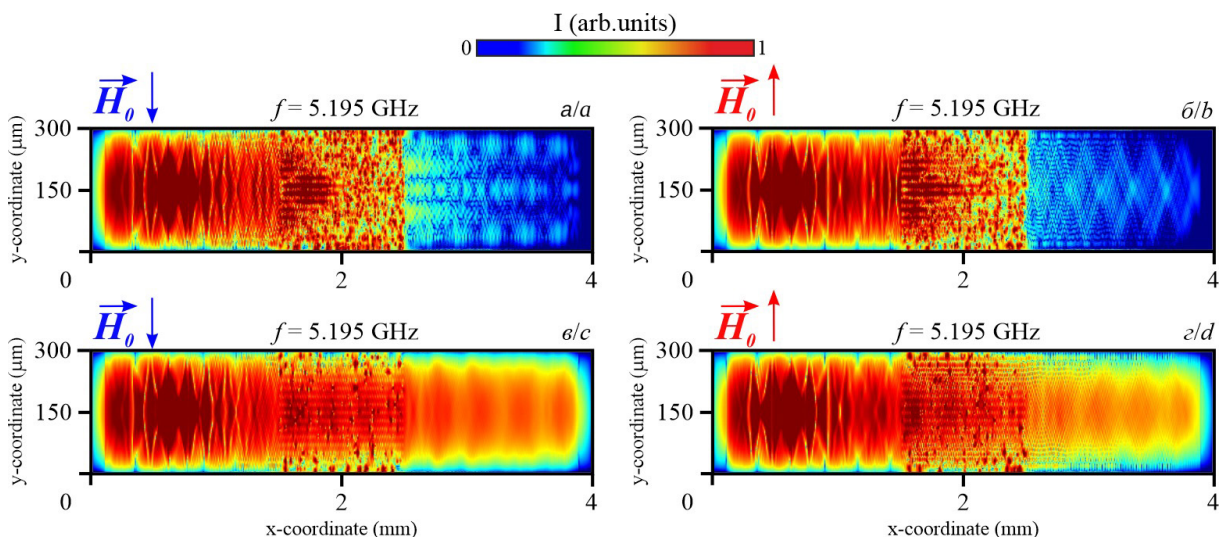 I (arb.units)
0 1
H₀ f = 5.195 GHz а/a
H₀ f = 5.195 GHz б/b
y-coordinate (μm)
300
150
0 2 4
y-coordinate (μm)
300
150
0 2 4
H₀ f = 5.195 GHz в/c
H₀ f = 5.195 GHz г/d
y-coordinate (μm)
300
150
0 2 4
x-coordinate (mm)
y-coordinate (μm)
300
150
0 2 4
x-coordinate (mm)